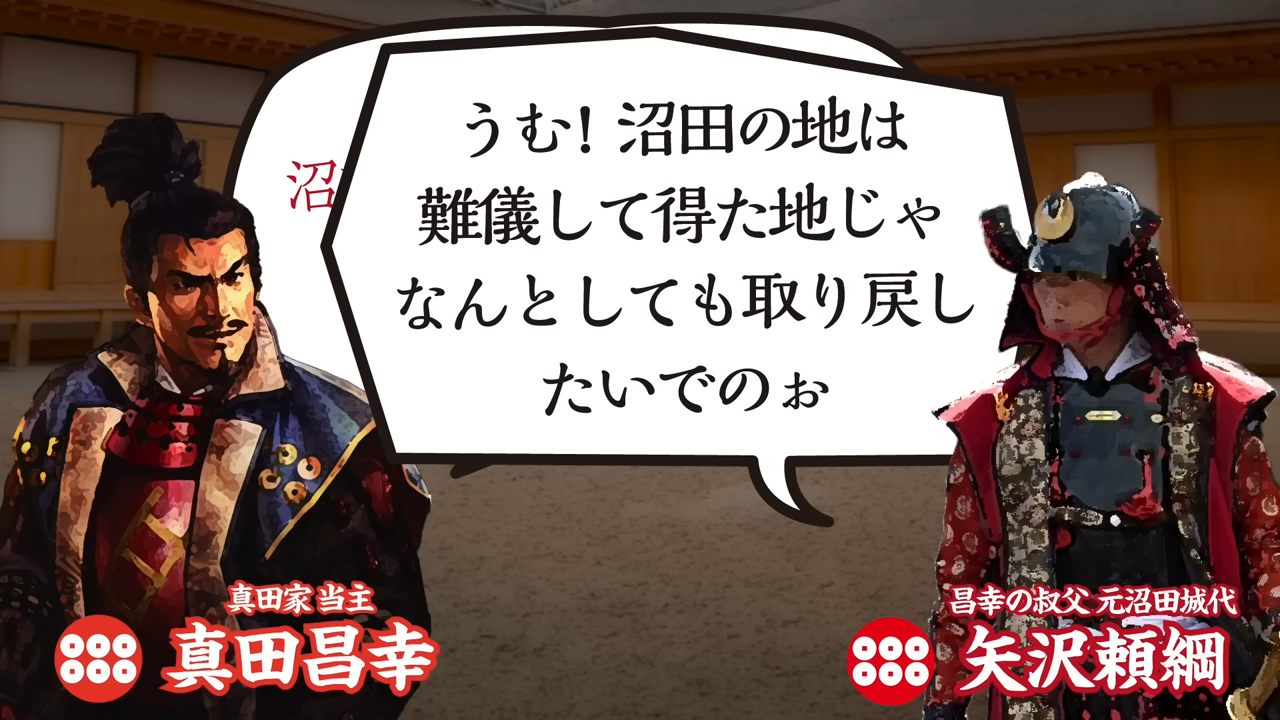 沼
うむ! 沼田の地は
難儀して得た地じゃ
なんとしても取り戻し
たいでのぉ
真田家 当主
真田昌幸
昌幸の叔父 元沼田城代
矢沢頼綱